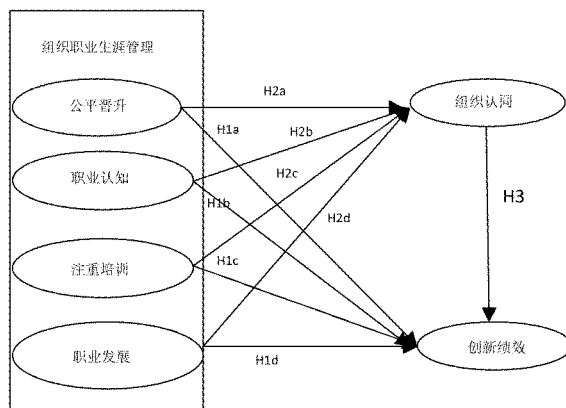 组织职业生涯管理
公平晋升
H2a
组织认同
H1a
H2b
职业认知
H2c
H1b
H3
H2d
注重培训
H1c
职业发展
H1d
创新绩效